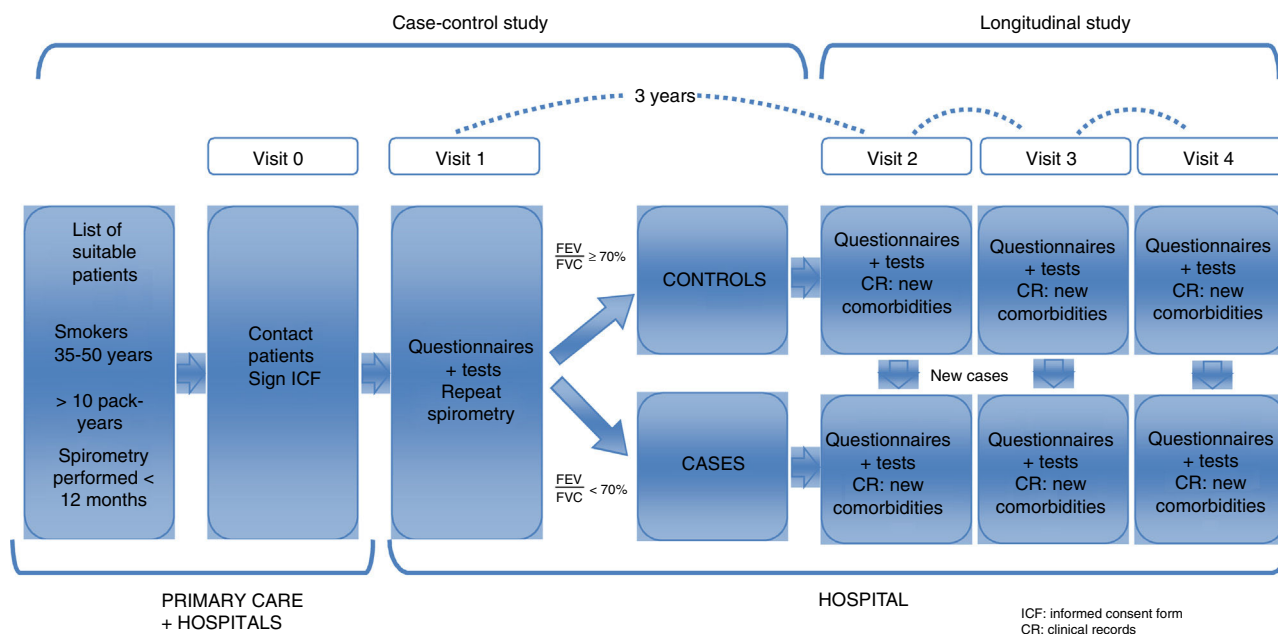 Case-control study
Longitudinal study
3 years
Visit 0
Visit 1
Visit 2
Visit 3
Visit 4
List of
suitable
patients
Smokers
35-50 years
> 10 pack-
years
Spirometry
performed <
12 months
Contact
patients
Sign ICF
Questionnaires
+ tests
Repeat
spirometry
FEV
FVC ≥ 70%
CONTROLS
FEV
FVC < 70%
CASES
Questionnaires
+ tests
CR: new
comorbidities
Questionnaires
+ tests
CR: new
comorbidities
Questionnaires
+ tests
CR: new
comorbidities
New cases
Questionnaires
+ tests
CR: new
comorbidities
Questionnaires
+ tests
CR: new
comorbidities
Questionnaires
+ tests
CR: new
comorbidities
PRIMARY CARE
+ HOSPITALS
HOSPITAL
ICF: informed consent form
CR: clinical records